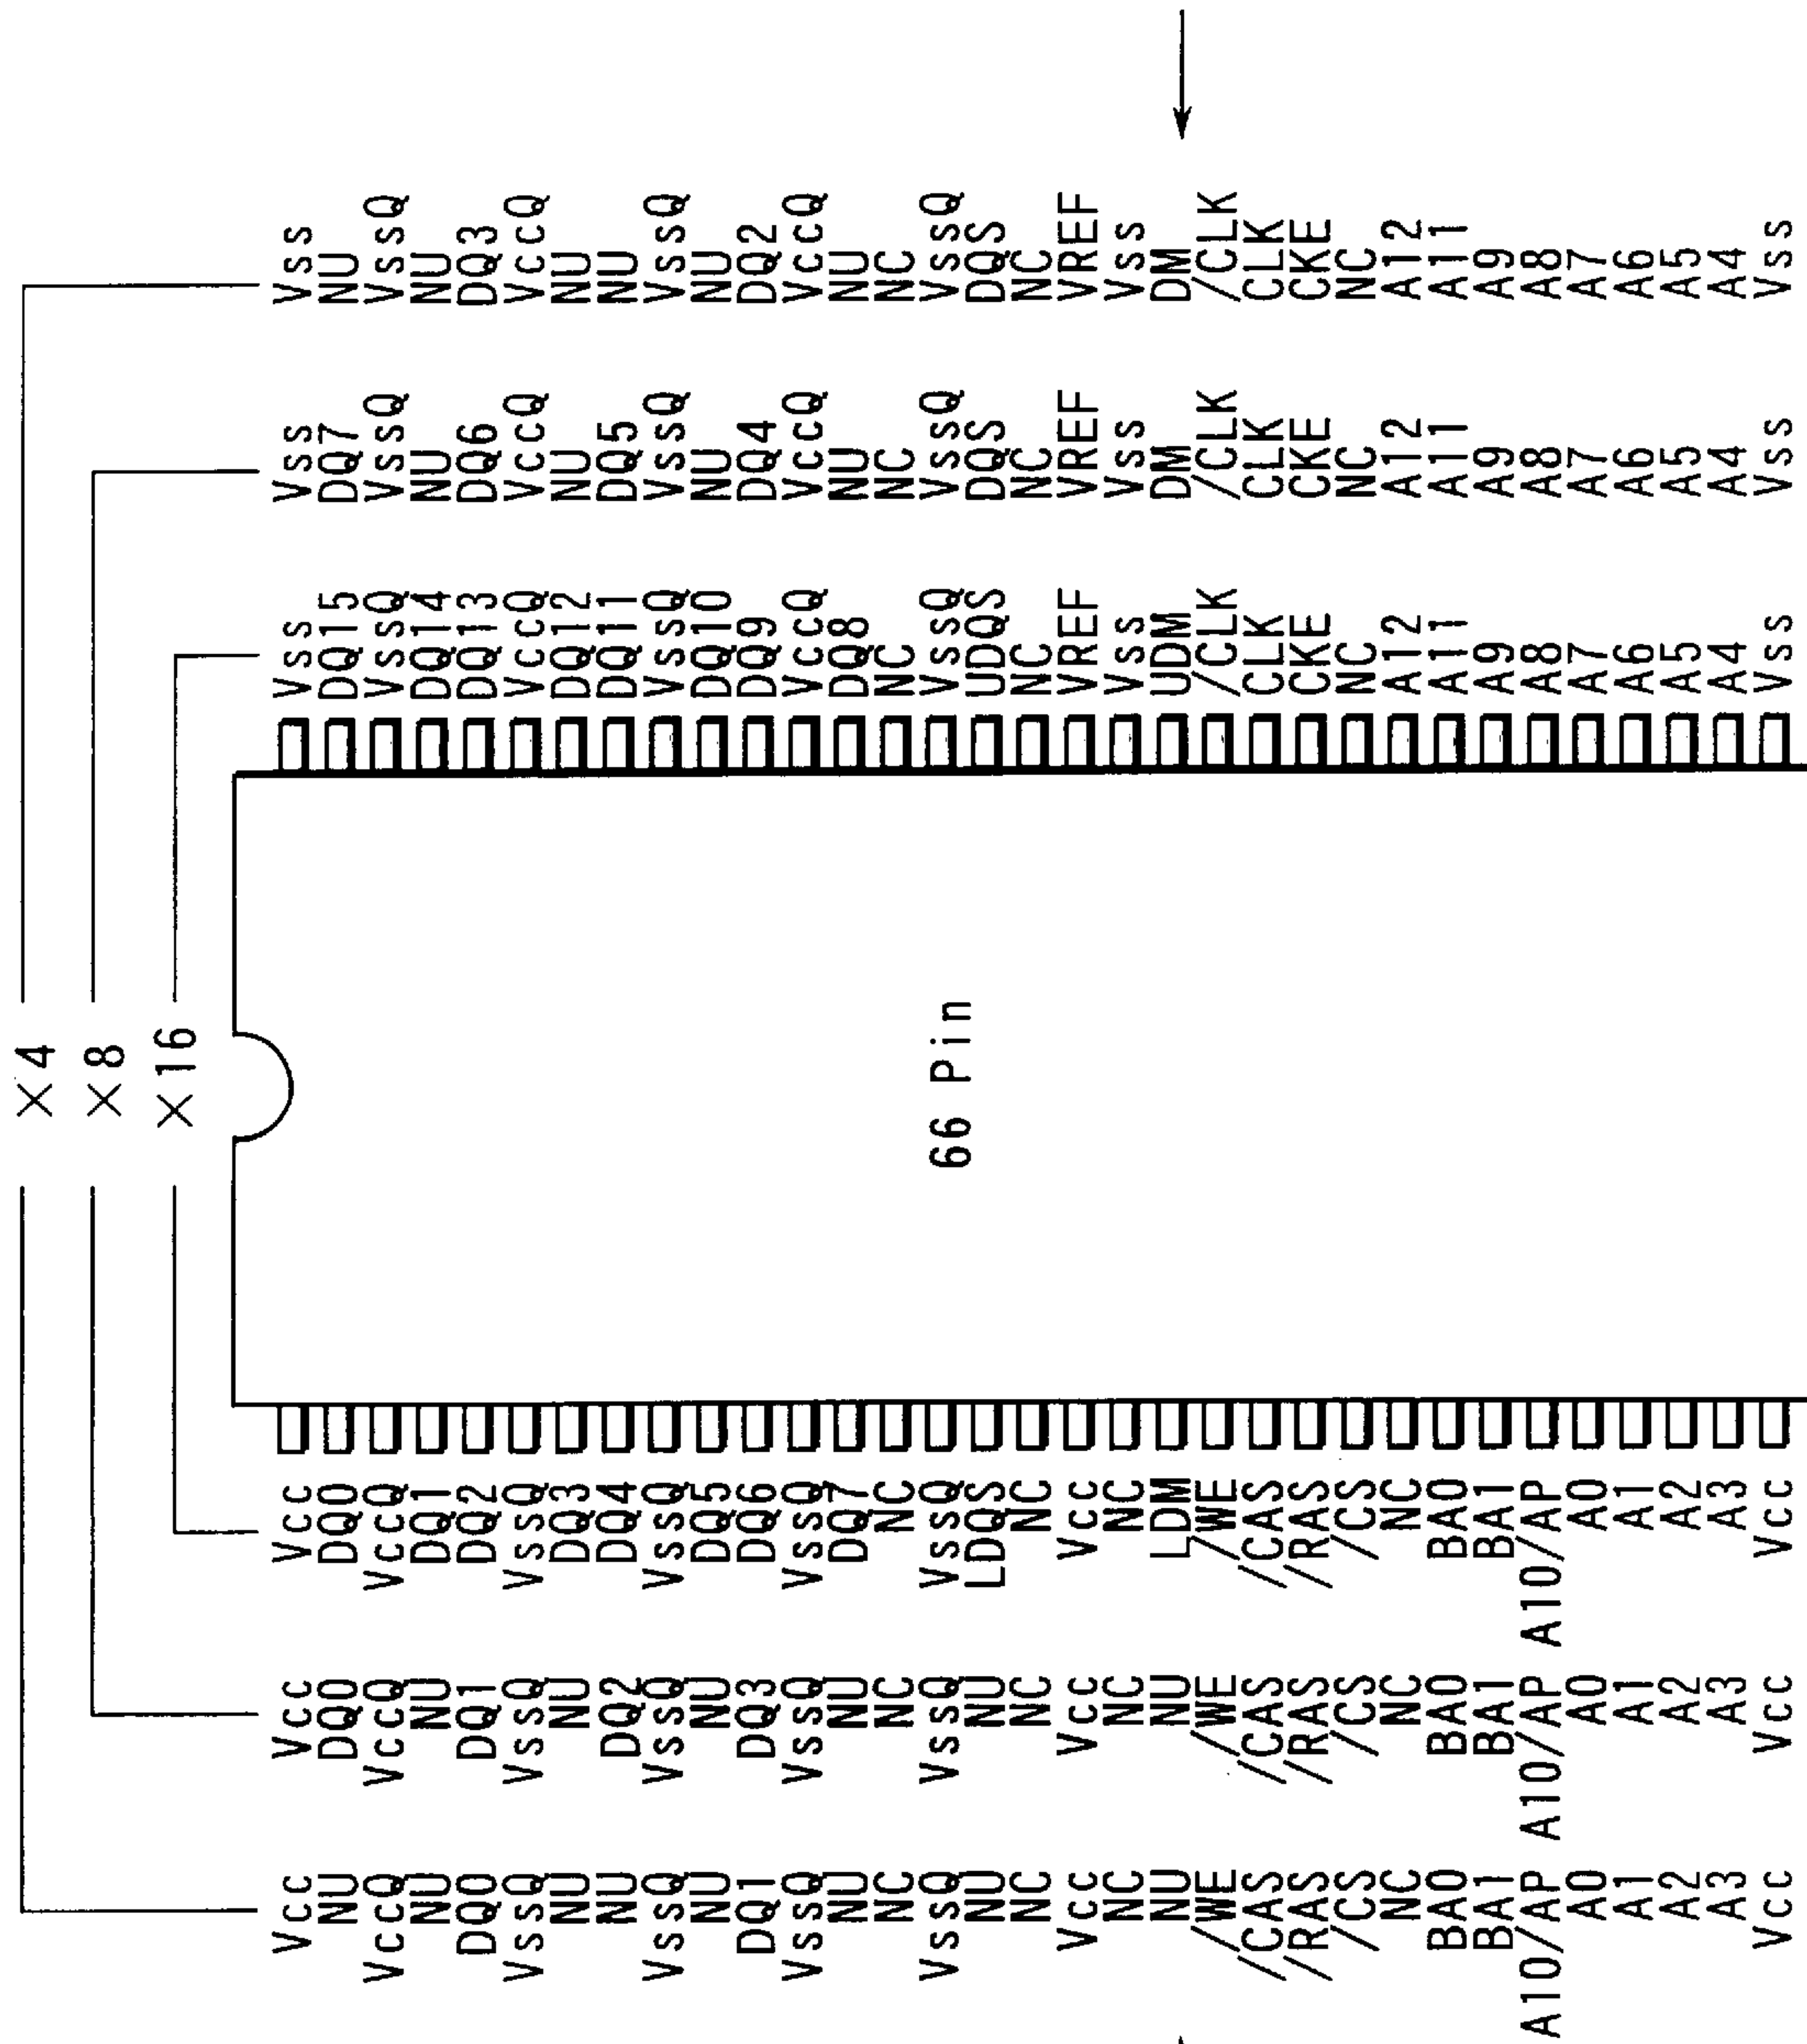 ×4
×8
×16
Vcc Vcc Vcc Vss Vss Vss
NU DQ0 DQ0 DQ15 DQ7 NU
VccQ VccQ VccQ VssQ VssQ VssQ
NU NU DQ1 DQ14 NU NU
DQ0 DQ1 DQ2 DQ13 DQ6 DQ3
VssQ VssQ VssQ VccQ VccQ VccQ
NU NU DQ3 DQ12 NU NU
NU DQ2 DQ4 DQ11 DQ5 NU
VssQ VssQ VssQ VssQ VssQ VssQ
NU NU DQ5 DQ10 NU NU
DQ1 DQ3 DQ6 DQ9 DQ4 DQ2
VssQ VssQ VssQ VccQ VccQ VccQ
NU NU DQ7 DQ8 NU NU
NC NC NC NC NC NC
VssQ VssQ VssQ 66 Pin VssQ VssQ VssQ
NU NU LDQS UDQS DQS DQS
NC NC NC NC NC NC
Vcc Vcc Vcc VREF VREF VREF
NC NC NC Vss Vss Vss
NU NU LDM UDM DM DM
/WE /WE /WE /CLK /CLK /CLK
/CAS /CAS /CAS CLK CLK CLK
/RAS /RAS /RAS CKE CKE CKE
/CS /CS /CS NC NC NC
NC NC NC A12 A12 A12
BA0 BA0 BA0 A11 A11 A11
BA1 BA1 BA1 A9 A9 A9
A10/AP A10/AP A10/AP A8 A8 A8
A0 A0 A0 A7 A7 A7
A1 A1 A1 A6 A6 A6
A2 A2 A2 A5 A5 A5
A3 A3 A3 A4 A4 A4
Vcc Vcc Vcc Vss Vss Vss